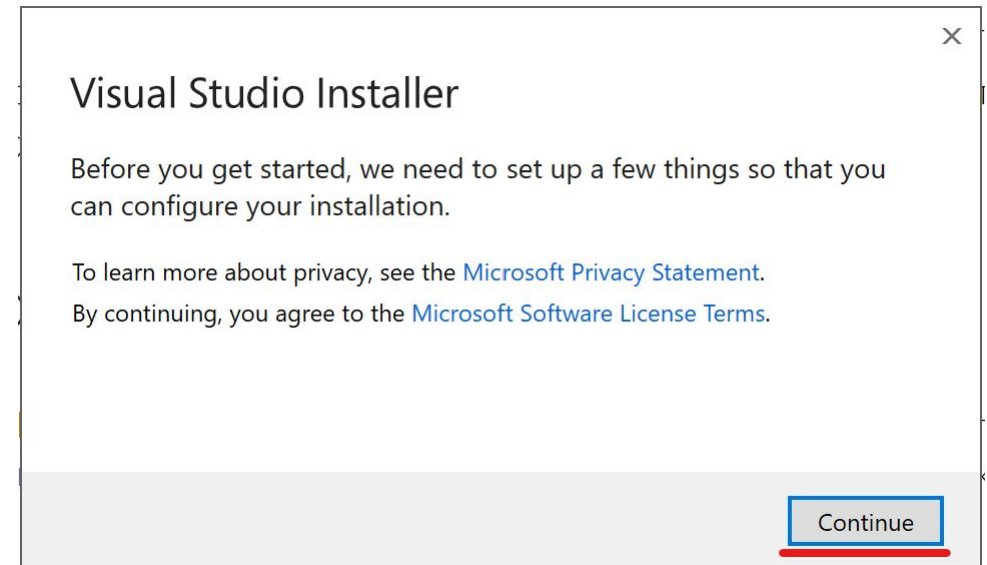 Visual Studio Installer
Before you get started, we need to set up a few things so that you
can configure your installation.
To learn more about privacy, see the Microsoft Privacy Statement.
By continuing, you agree to the Microsoft Software License Terms.
Continue